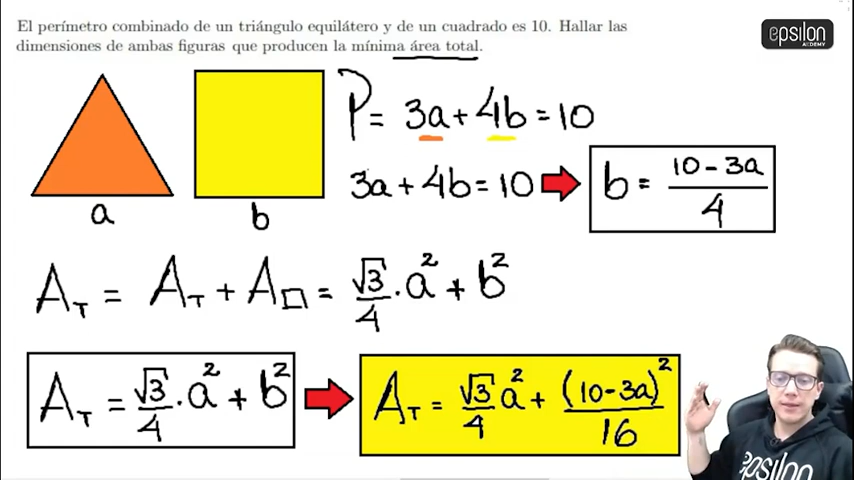 El perímetro combinado de un triángulo equilátero y de un cuadrado es 10. Hallar las
dimensiones de ambas figuras que producen la mínima área total.
epsilon
ACADEMY
P = 3a + 4b = 10
3a + 4b = 10
b = (10 - 3a)/4
a
b
A_T = A_T + A_□ = √3/4 · a² + b²
A_T = √3/4 · a² + b²
A_T = √3/4 a² + (10-3a)²/16
epsilon